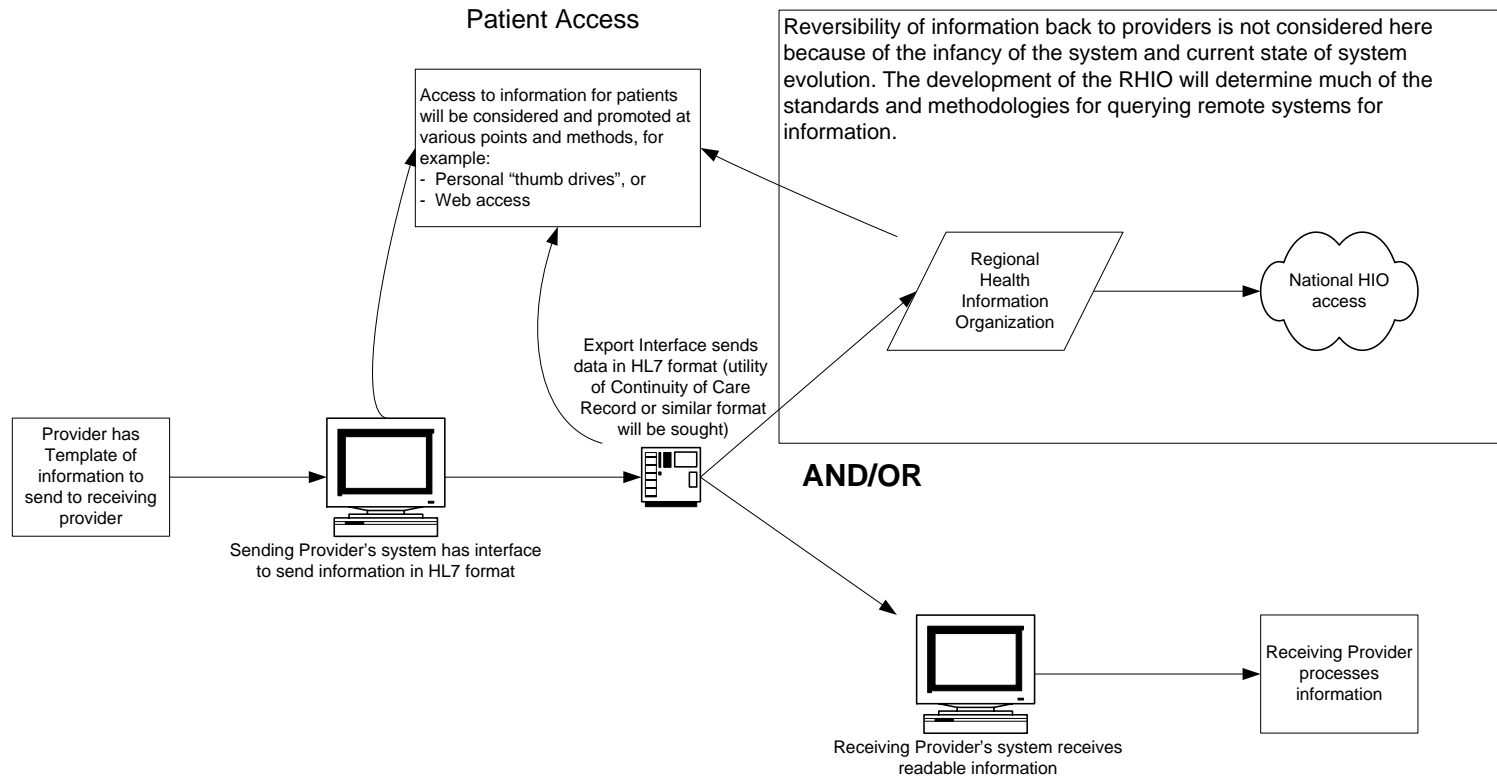 Patient Access
Reversibility of information back to providers is not considered here
because of the infancy of the system and current state of system
evolution. The development of the RHIO will determine much of the
standards and methodologies for querying remote systems for
information.
Access to information for patients
will be considered and promoted at
various points and methods, for
example:
- Personal “thumb drives”, or
- Web access
Regional
Health
Information
Organization
National HIO
access
Export Interface sends
data in HL7 format (utility
of Continuity of Care
Record or similar format
will be sought)
Provider has
Template of
information to
send to receiving
provider
Sending Provider’s system has interface
to send information in HL7 format
AND/OR
Receiving Provider
processes
information
Receiving Provider’s system receives
readable information